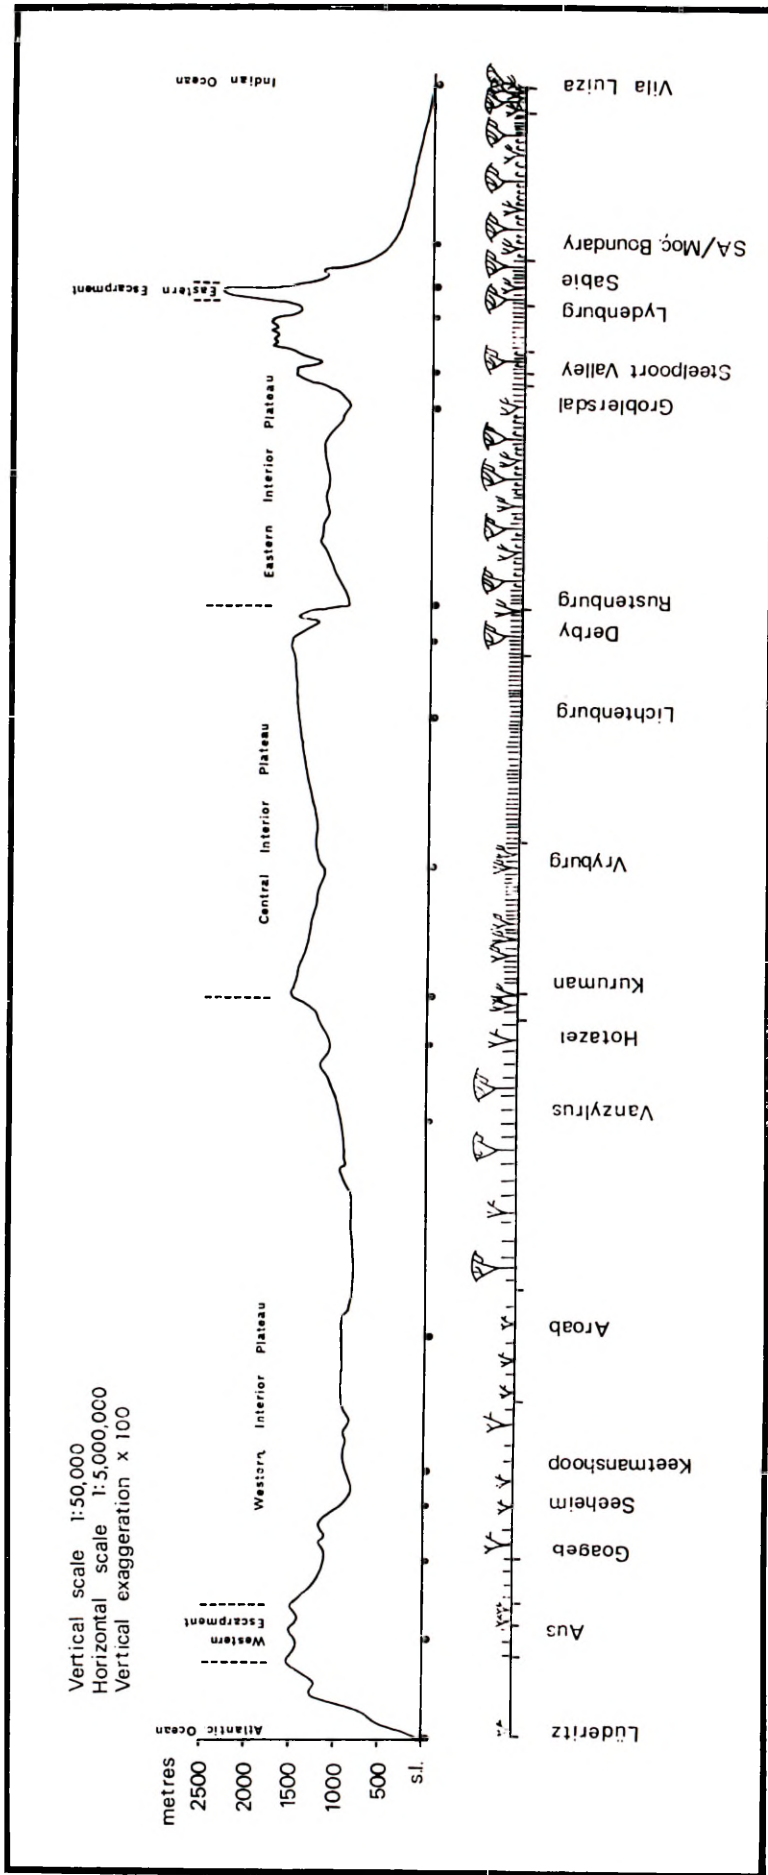 Vertical scale 1:50,000
Horizontal scale 1:5,000,000
Vertical exaggeration x 100
metres
2500
2000
1500
1000
500
s.l.
Atlantic Ocean
Western
Escarpment
Western Interior Plateau
Central Interior Plateau
Eastern Interior Plateau
Eastern Escarpment
Indian Ocean
Lüderitz
Aus
Goageb
Seeheim
Keetmanshoop
Aroab
Vanzylrus
Hotazel
Kuruman
Vryburg
Lichtenburg
Derby
Rustenburg
Groblersdal
Steelpoort Valley
Lydenburg
Sabie
SA/Moç. Boundary
Vila Luiza